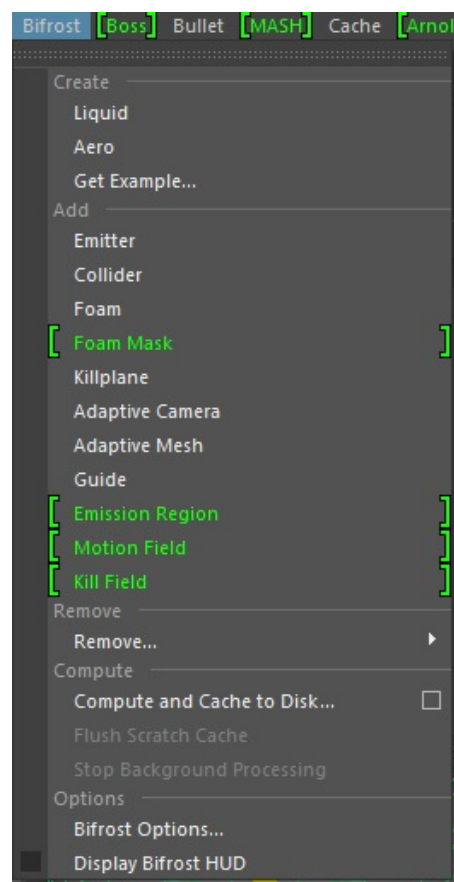 Bifrost [Boss] Bullet [MASH] Cache [Arnol
Create
Liquid
Aero
Get Example...
Add
Emitter
Collider
Foam
[ Foam Mask ]
Killplane
Adaptive Camera
Adaptive Mesh
Guide
[ Emission Region ]
[ Motion Field ]
[ Kill Field ]
Remove
Remove...
Compute
Compute and Cache to Disk...
Flush Scratch Cache
Stop Background Processing
Options
Bifrost Options...
Display Bifrost HUD